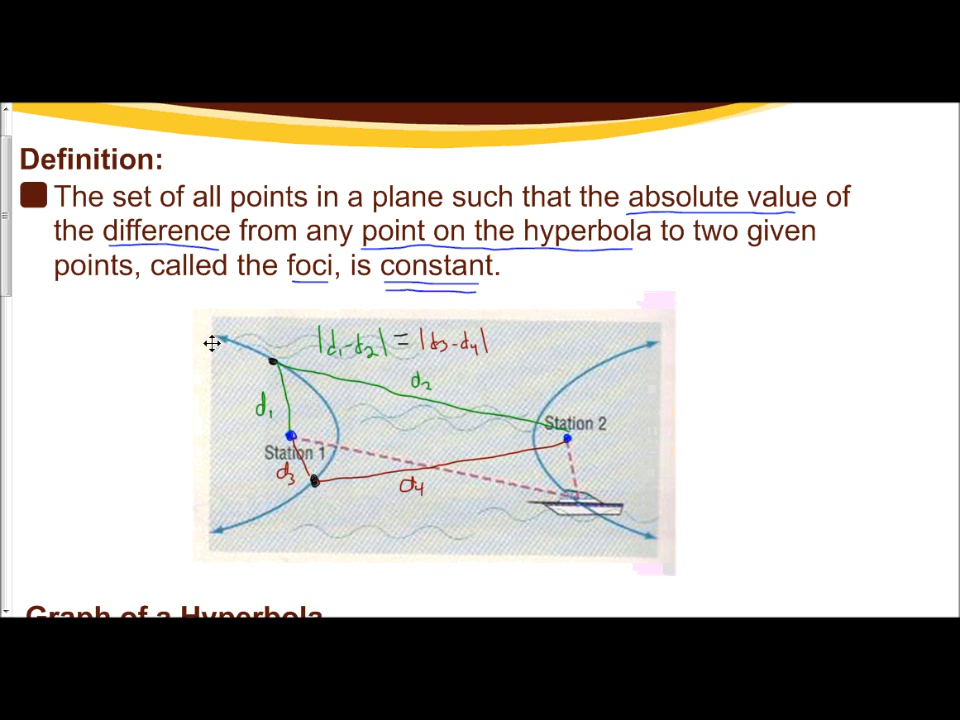 Definition:
The set of all points in a plane such that the absolute value of
the difference from any point on the hyperbola to two given
points, called the foci, is constant.
|d1-d2| = |d3-d4|
d2
d1
Station 2
Station 1
d3
d4
Graph of a Hyperbola